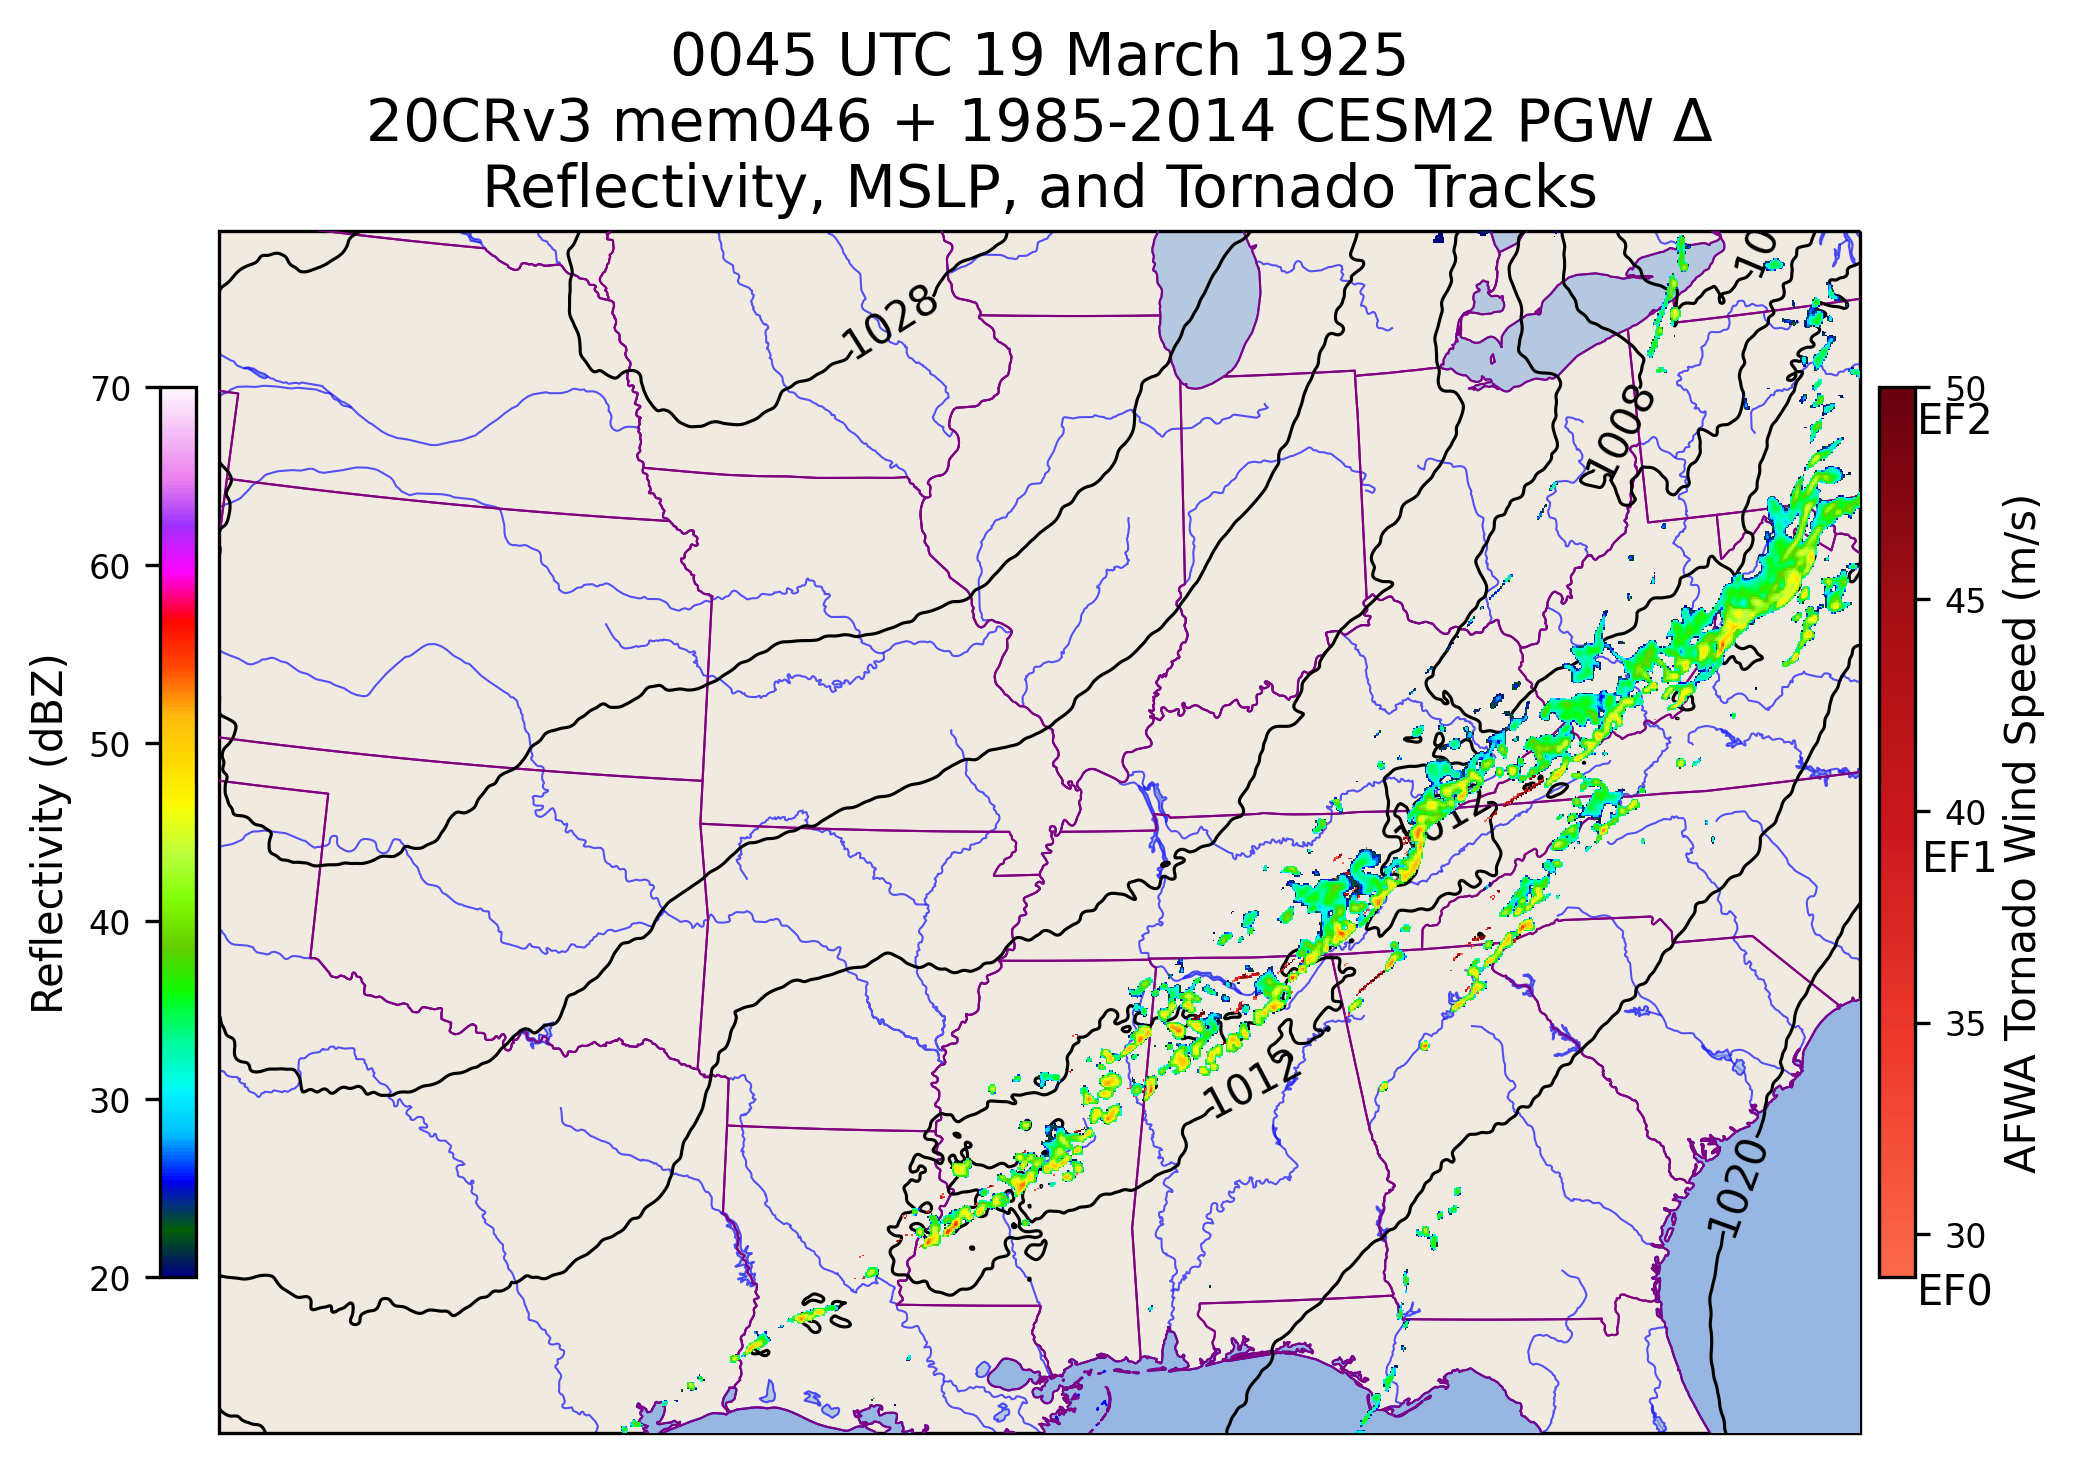 0045 UTC 19 March 1925
20CRv3 mem046 + 1985-2014 CESM2 PGW Δ
Reflectivity, MSLP, and Tornado Tracks
Reflectivity (dBZ)
70
60
50
40
30
20
1028
10
1008
1012
1012
1020
50
EF2
45
40
EF1
35
30
EF0
AFWA Tornado Wind Speed (m/s)